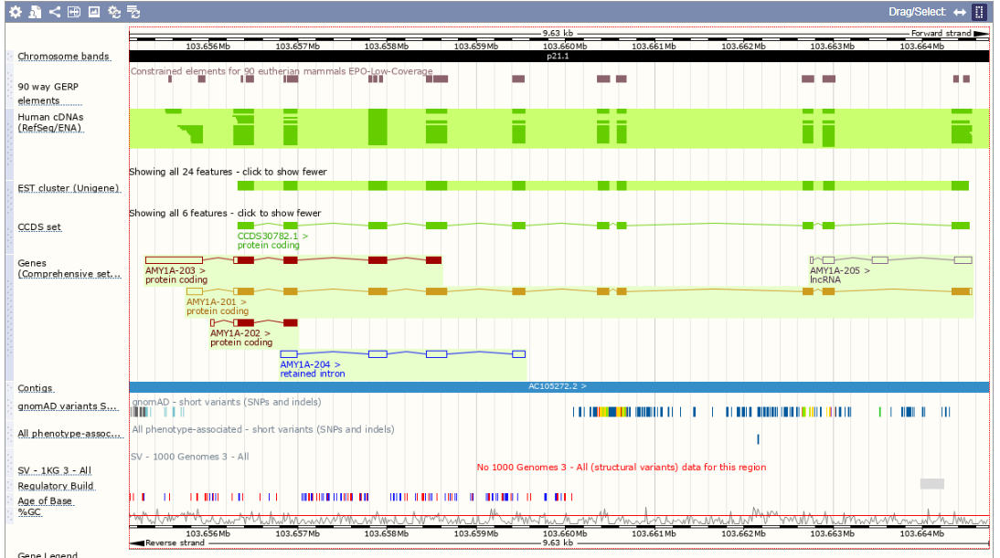 Drag/Select:
9.63 kb
Forward strand
103.656Mb 103.657Mb 103.658Mb 103.659Mb 103.660Mb 103.661Mb 103.662Mb 103.663Mb 103.664Mb
Chromosome bands
p21.1
Constrained elements for 90 eutherian mammals EPO-Low-Coverage
90 way GERP
elements
Human cDNAs
(RefSeq/ENA)
Showing all 24 features - click to show fewer
EST cluster (Unigene)
Showing all 6 features - click to show fewer
CCDS set
CCDS30782.1 >
protein coding
Genes
(Comprehensive set...
AMY1A-203 >
protein coding
AMY1A-205 >
lncRNA
AMY1A-201 >
protein coding
AMY1A-202 >
protein coding
AMY1A-204 >
retained intron
Contigs
AC105272.2 >
gnomAD variants S...
gnomAD - short variants (SNPs and indels)
All phenotype-assoc...
All phenotype-associated - short variants (SNPs and indels)
SV - 1000 Genomes 3 - All
SV - 1KG 3 - All
No 1000 Genomes 3 - All (structural variants) data for this region
Regulatory Build
Age of Base
%GC
103.656Mb 103.657Mb 103.658Mb 103.659Mb 103.660Mb 103.661Mb 103.662Mb 103.663Mb 103.664Mb
Reverse strand
9.63 kb
Gene Legend